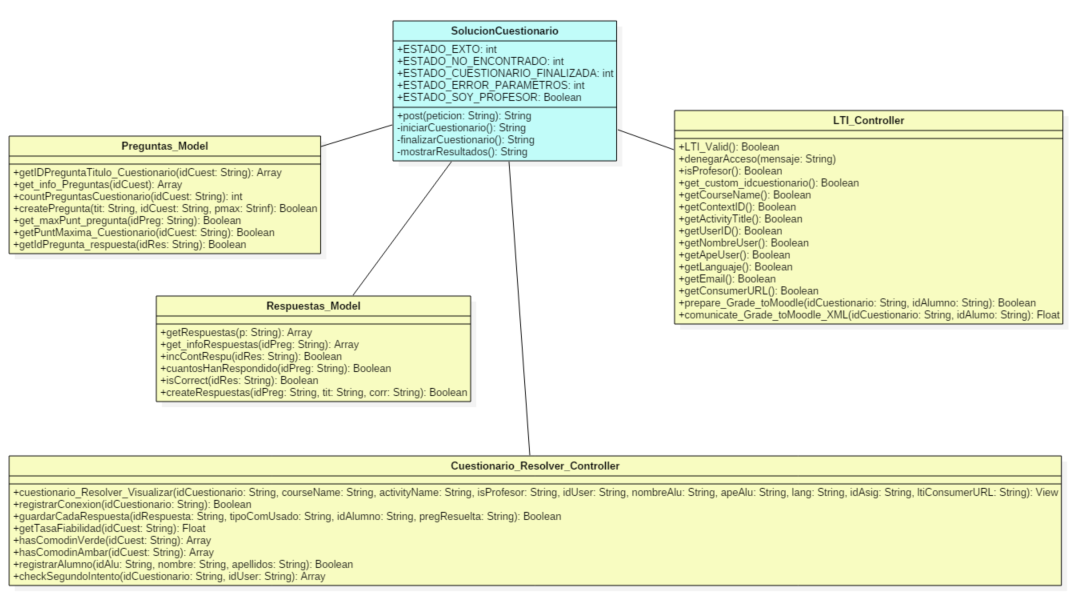 SolucionCuestionario
+ESTADO_EXTO: int
+ESTADO_NO_ENCONTRADO: int
+ESTADO_CUESTIONARIO_FINALIZADA: int
+ESTADO_ERROR_PARAMETROS: int
+ESTADO_SOY_PROFESOR: Boolean
+post(peticion: String): String
-iniciarCuestionario(): String
-finalizarCuestionario(): String
-mostrarResultados(): String
LTI_Controller
+LTI_Valid(): Boolean
+denegarAcceso(mensaje: String)
+isProfesor(): Boolean
+get_custom_idcuestionario(): Boolean
+getCourseName(): Boolean
+getContextID(): Boolean
+getActivityTitle(): Boolean
+getUserID(): Boolean
+getNombreUser(): Boolean
+getApeUser(): Boolean
+getLanguaje(): Boolean
+getEmail(): Boolean
+getConsumerURL(): Boolean
+prepare_Grade_toMoodle(idCuestionario: String, idAlumno: String): Boolean
+comunicate_Grade_toMoodle_XML(idCuestionario: String, idAlumo: String): Float
Preguntas_Model
+getIDPreguntaTitulo_Cuestionario(idCuest: String): Array
+get_info_Preguntas(idCuest): Array
+countPreguntasCuestionario(idCuest: String): int
+createPregunta(tit: String, idCuest: String, pmax: Strinf): Boolean
+get_maxPunt_pregunta(idPreg: String): Boolean
+getPuntMaxima_Cuestionario(idCuest: String): Boolean
+getIdPregunta_respuesta(idRes: String): Boolean
Respuestas_Model
+getRespuestas(p: String): Array
+get_infoRespuestas(idPreg: String): Array
+incContRespu(idRes: String): Boolean
+cuantosHanRespondido(idPreg: String): Boolean
+isCorrect(idRes: String): Boolean
+createRespuestas(idPreg: String, tit: String, corr: String): Boolean
Cuestionario_Resolver_Controller
+cuestionario_Resolver_Visualizar(idCuestionario: String, courseName: String, activityName: String, isProfesor: String, idUser: String, nombreAlu: String, apeAlu: String, lang: String, idAsig: String, ltiConsumerURL: String): View
+registrarConexion(idCuestionario: String): Boolean
+guardarCadaRespuesta(idRespuesta: String, tipoComUsado: String, idAlumno: String, pregResuelta: String): Boolean
+getTasaFiabilidad(idCuest: String): Float
+hasComodinVerde(idCuest: String): Array
+hasComodinAmbar(idCuest: String): Array
+registrarAlumno(idAlu: String, nombre: String, apellidos: String): Boolean
+checkSegundoIntento(idCuestionario: String, idUser: String): Array